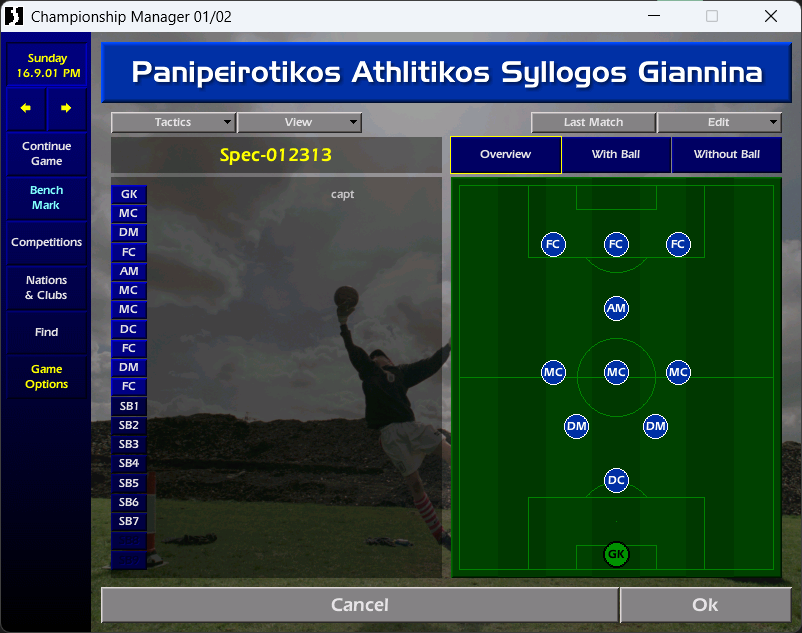 Championship Manager 01/02
Sunday
16.9.01 PM
Continue
Game
Bench
Mark
Competitions
Nations
& Clubs
Find
Game
Options
Panipeirotikos Athlitikos Syllogos Giannina
Tactics View Last Match Edit
Spec-012313
Overview With Ball Without Ball
GK capt
MC
DM
FC
AM
MC
MC
DC
FC
DM
FC
SB1
SB2
SB3
SB4
SB5
SB6
SB7
FC FC FC
AM
MC MC MC
DM DM
DC
GK
Cancel Ok